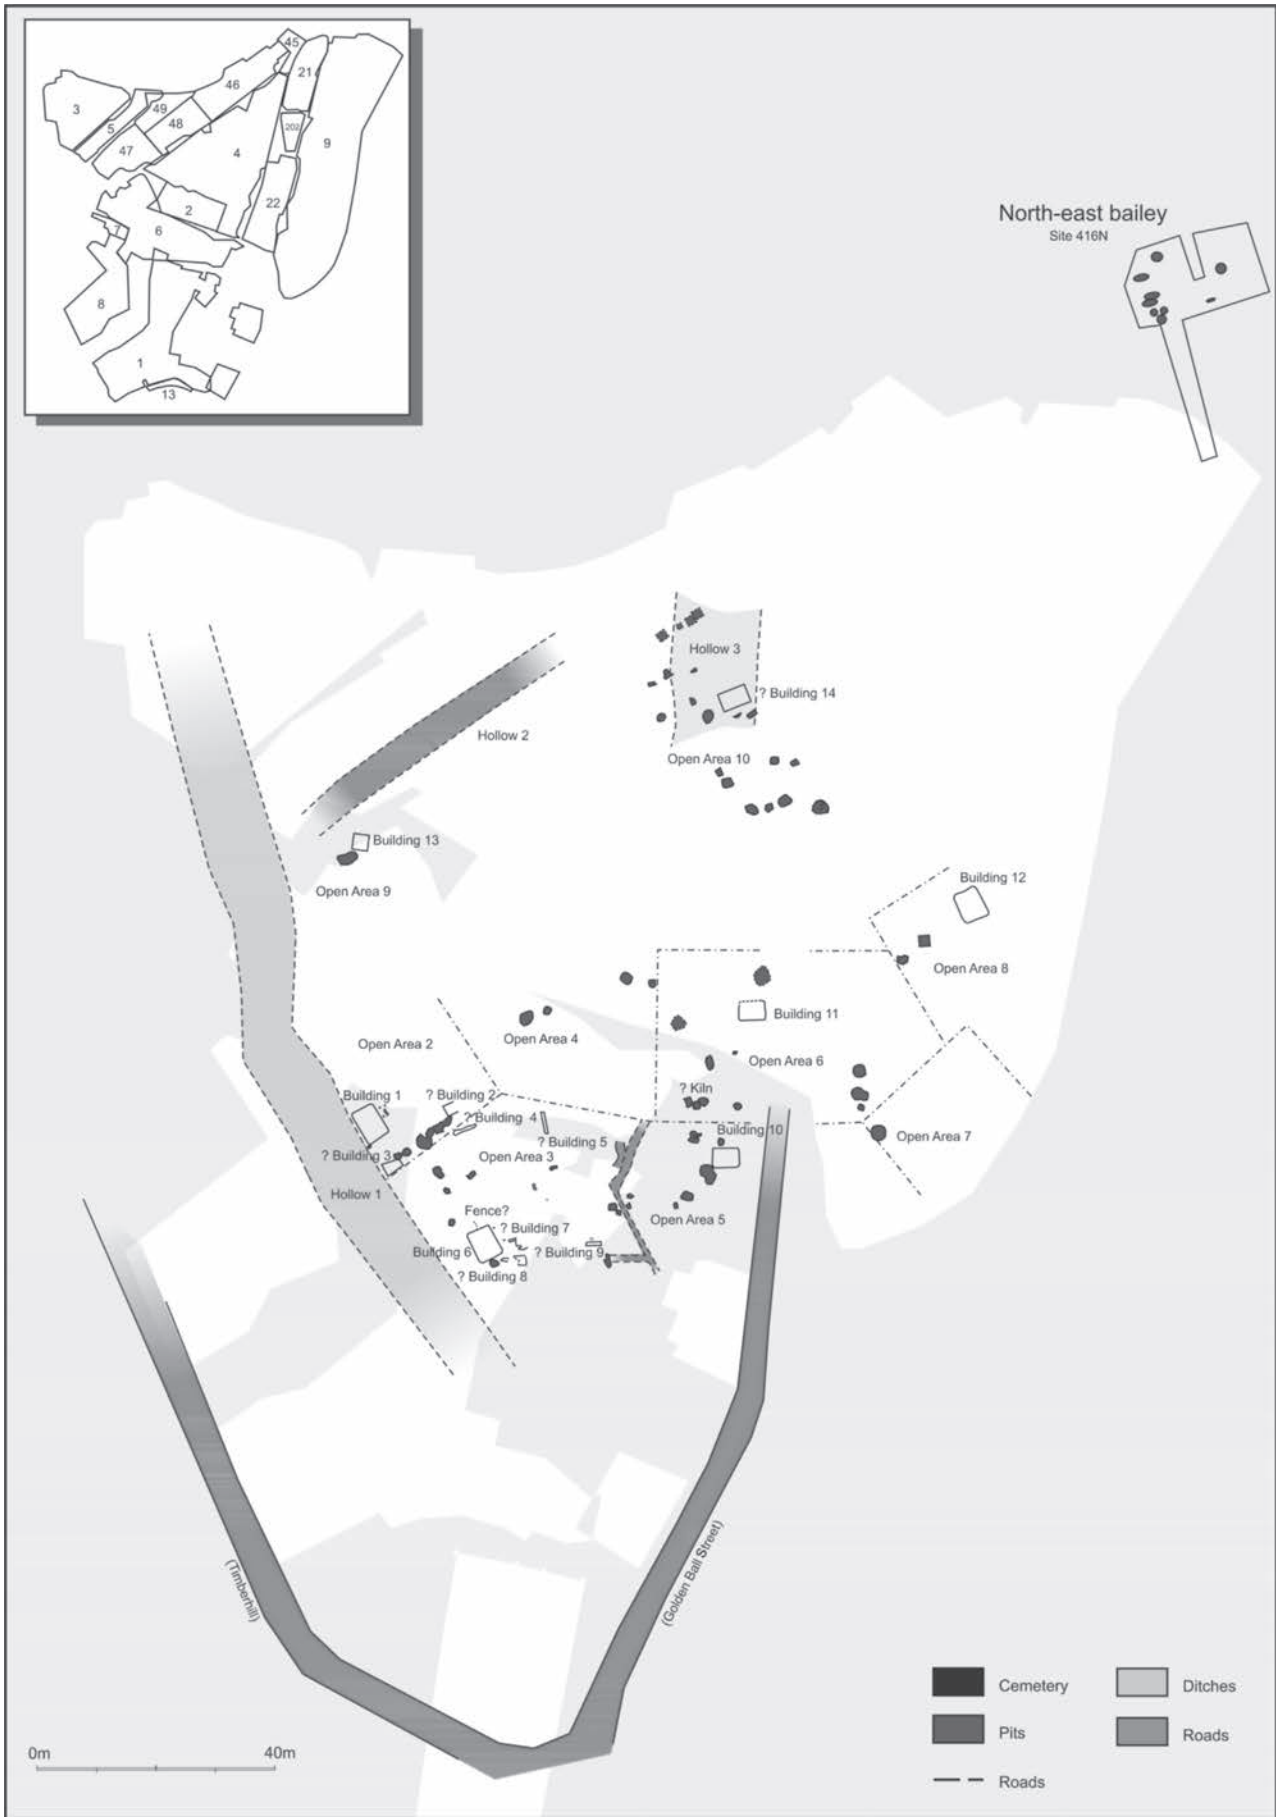 45
21
46
3
49
202
9
5
48
47
4
2
22
7
6
8
1
13
North-east bailey
Site 416N
Hollow 3
? Building 14
Hollow 2
Open Area 10
Building 13
Open Area 9
Building 12
Open Area 8
Building 11
Open Area 4
Open Area 2
Open Area 6
? Kiln
Building 1
? Building 2
? Building 4
Building 10
Open Area 7
? Building 5
? Building 3
Open Area 3
Hollow 1
Fence?
Open Area 5
? Building 7
Building 6
? Building 9
? Building 8
(Timberhill)
(Golden Ball Street)
Cemetery
Ditches
Pits
Roads
Roads
0m
40m